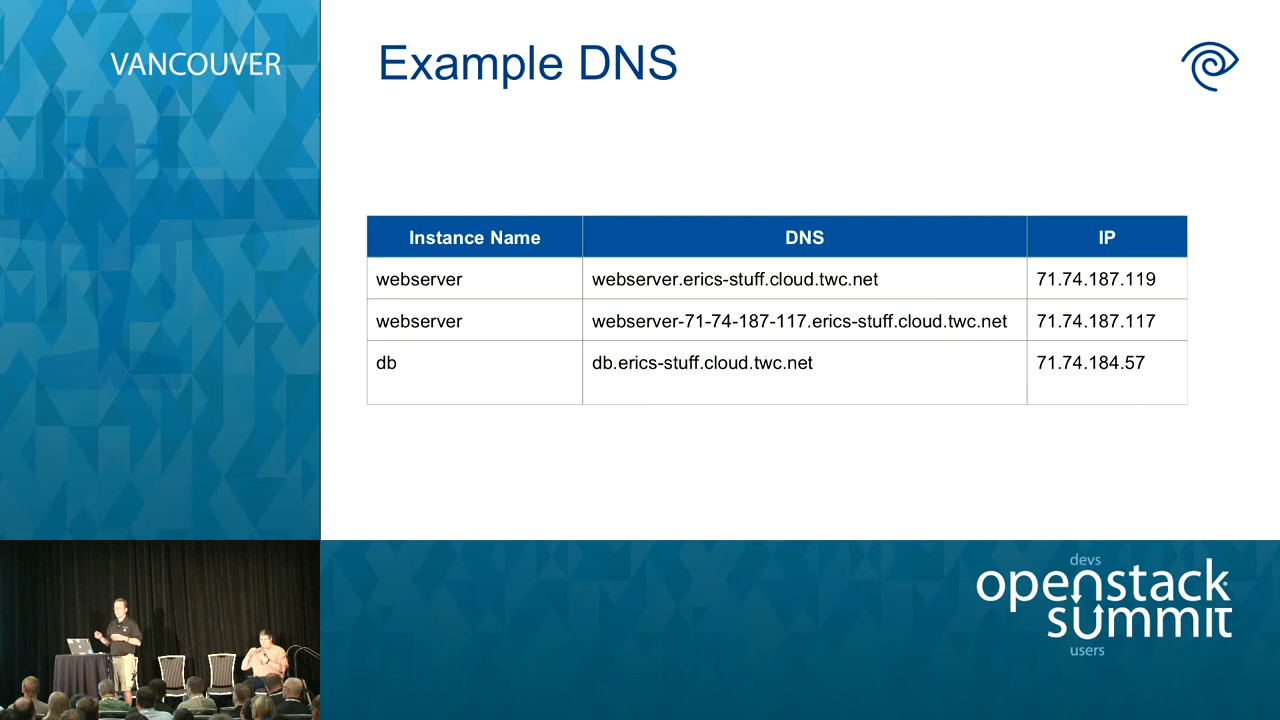 VANCOUVER
Example DNS
Instance Name DNS IP
webserver webserver.erics-stuff.cloud.twc.net 71.74.187.119
webserver webserver-71-74-187-117.erics-stuff.cloud.twc.net 71.74.187.117
db db.erics-stuff.cloud.twc.net 71.74.184.57
devs
openstack
summit
users